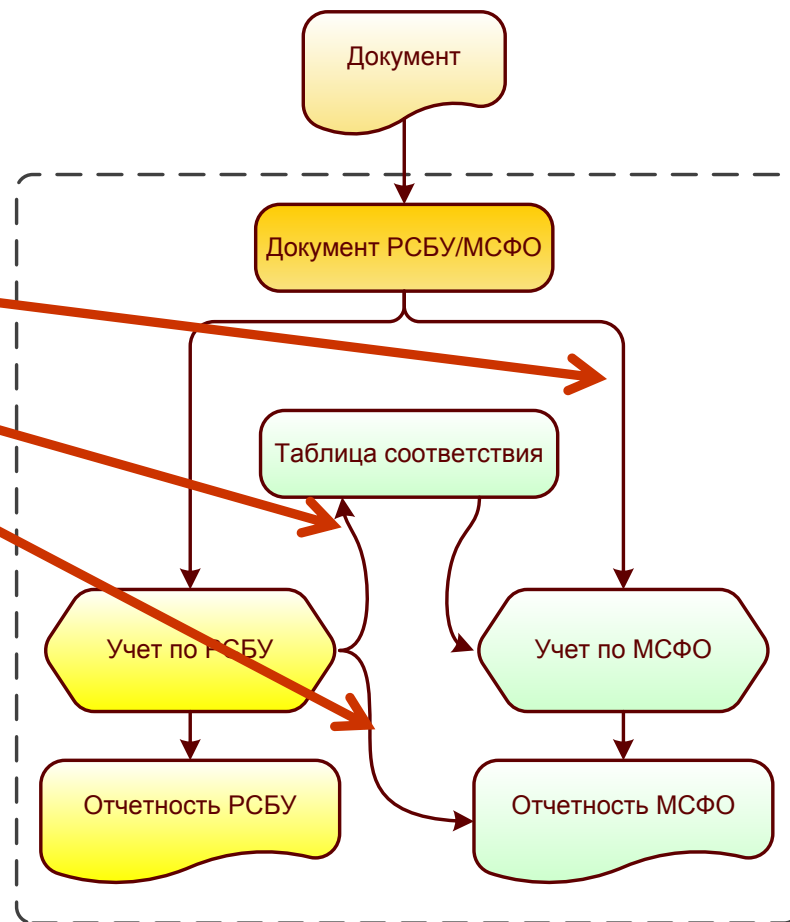 Документ
Документ РСБУ/МСФО
Таблица соответствия
Учет по РСБУ
Учет по МСФО
Отчетность РСБУ
Отчетность МСФО